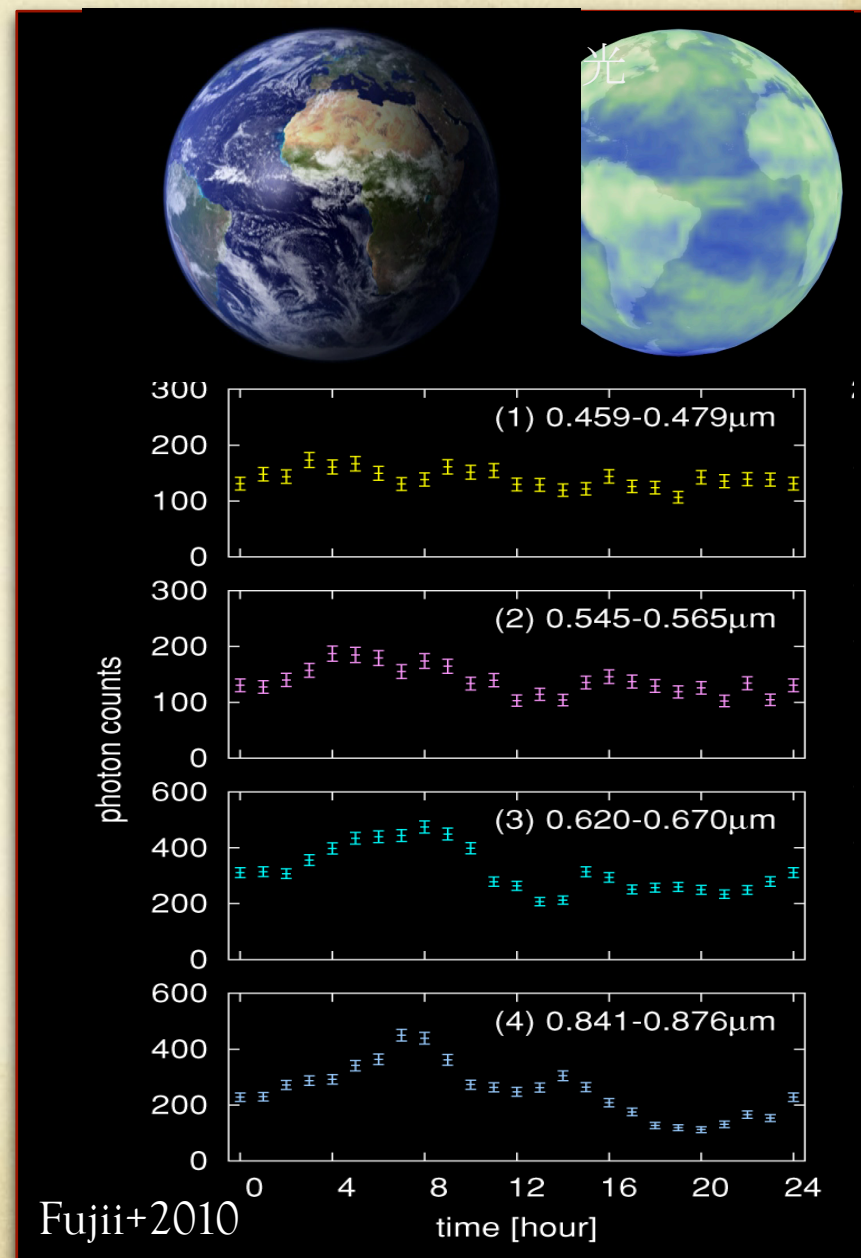 光
300
(1) 0.459-0.479μm
200
100
0
300
(2) 0.545-0.565μm
200
100
0
photon counts
600
(3) 0.620-0.670μm
400
200
0
600
(4) 0.841-0.876μm
400
200
0
0 4 8 12 16 20 24
time [hour]
Fujii+2010